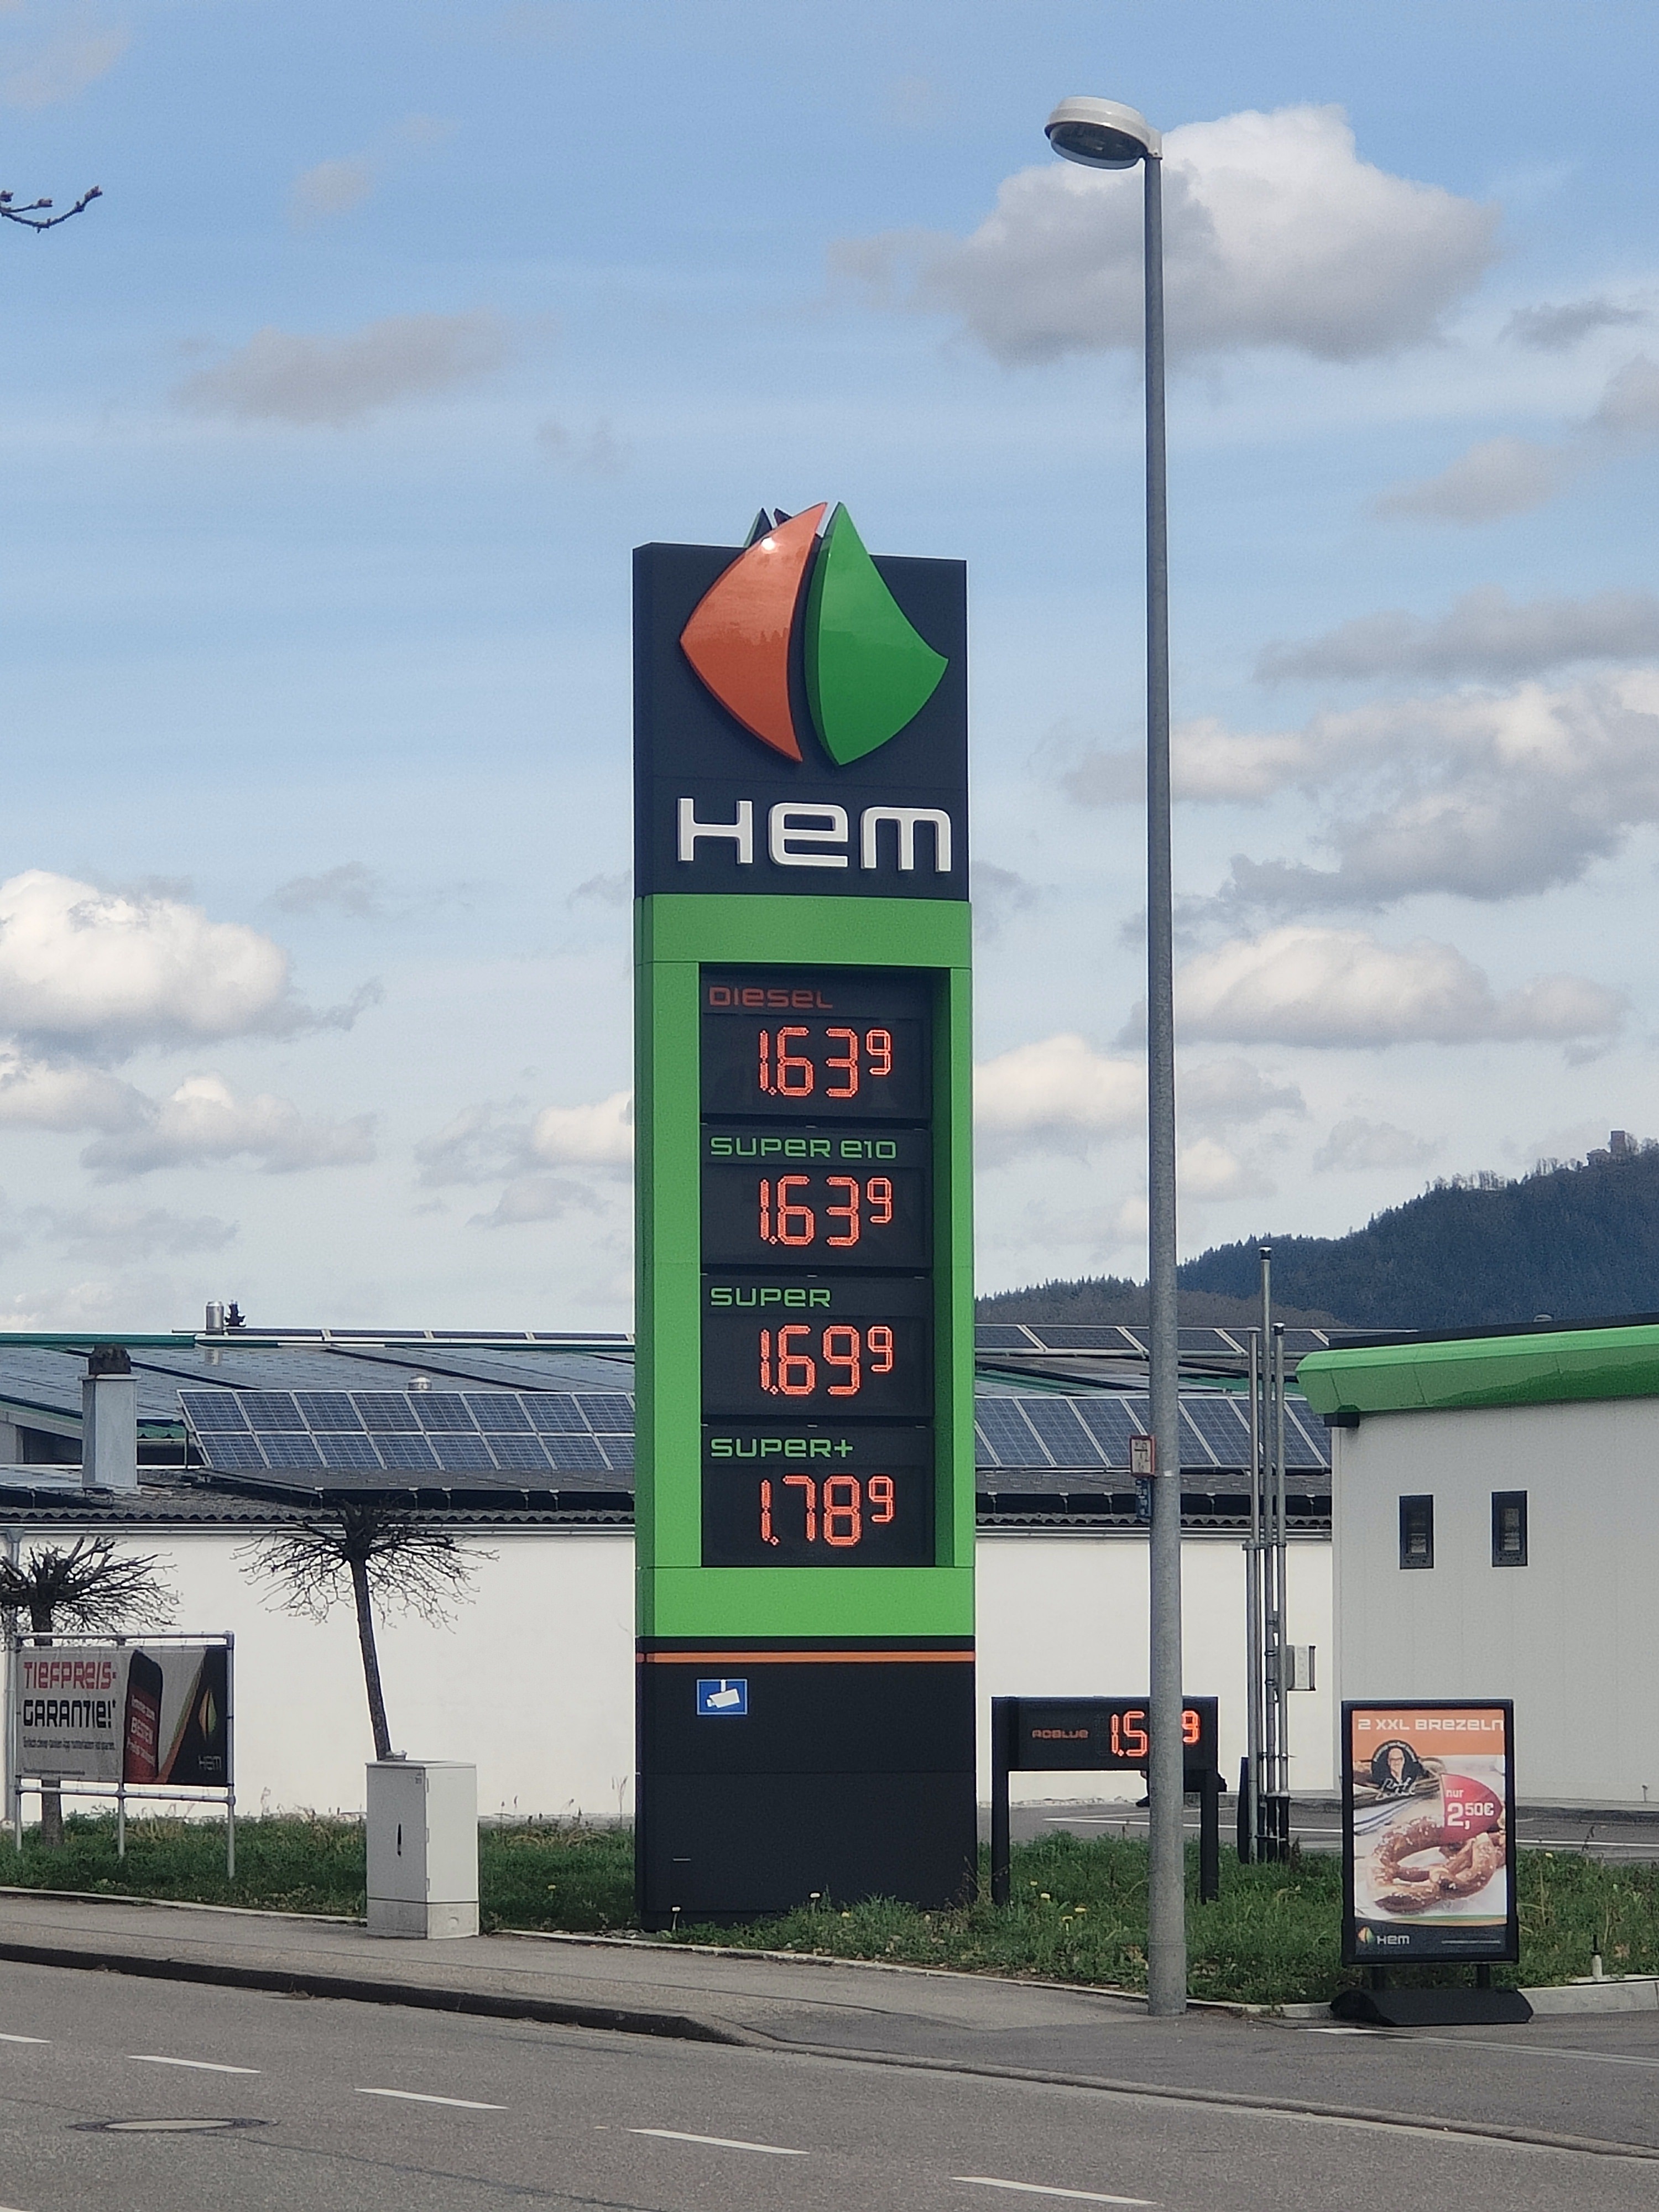 HEM
DIESEL
1.63⁹
SUPER E10
1.63⁹
SUPER
1.69⁹
SUPER+
1.78⁹
TIEFPREIS-
GARANTIE!*
HEM
ADBLUE
2 XXL BREZELN
nur
2,50€
HEM